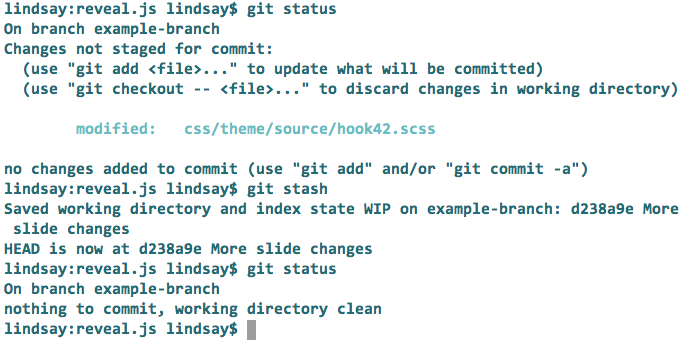 lindsay:reveal.js lindsay$ git status
On branch example-branch
Changes not staged for commit:
  (use "git add <file>..." to update what will be committed)
  (use "git checkout -- <file>..." to discard changes in working directory)

        modified:   css/theme/source/hook42.scss

no changes added to commit (use "git add" and/or "git commit -a")
lindsay:reveal.js lindsay$ git stash
Saved working directory and index state WIP on example-branch: d238a9e More
 slide changes
HEAD is now at d238a9e More slide changes
lindsay:reveal.js lindsay$ git status
On branch example-branch
nothing to commit, working directory clean
lindsay:reveal.js lindsay$